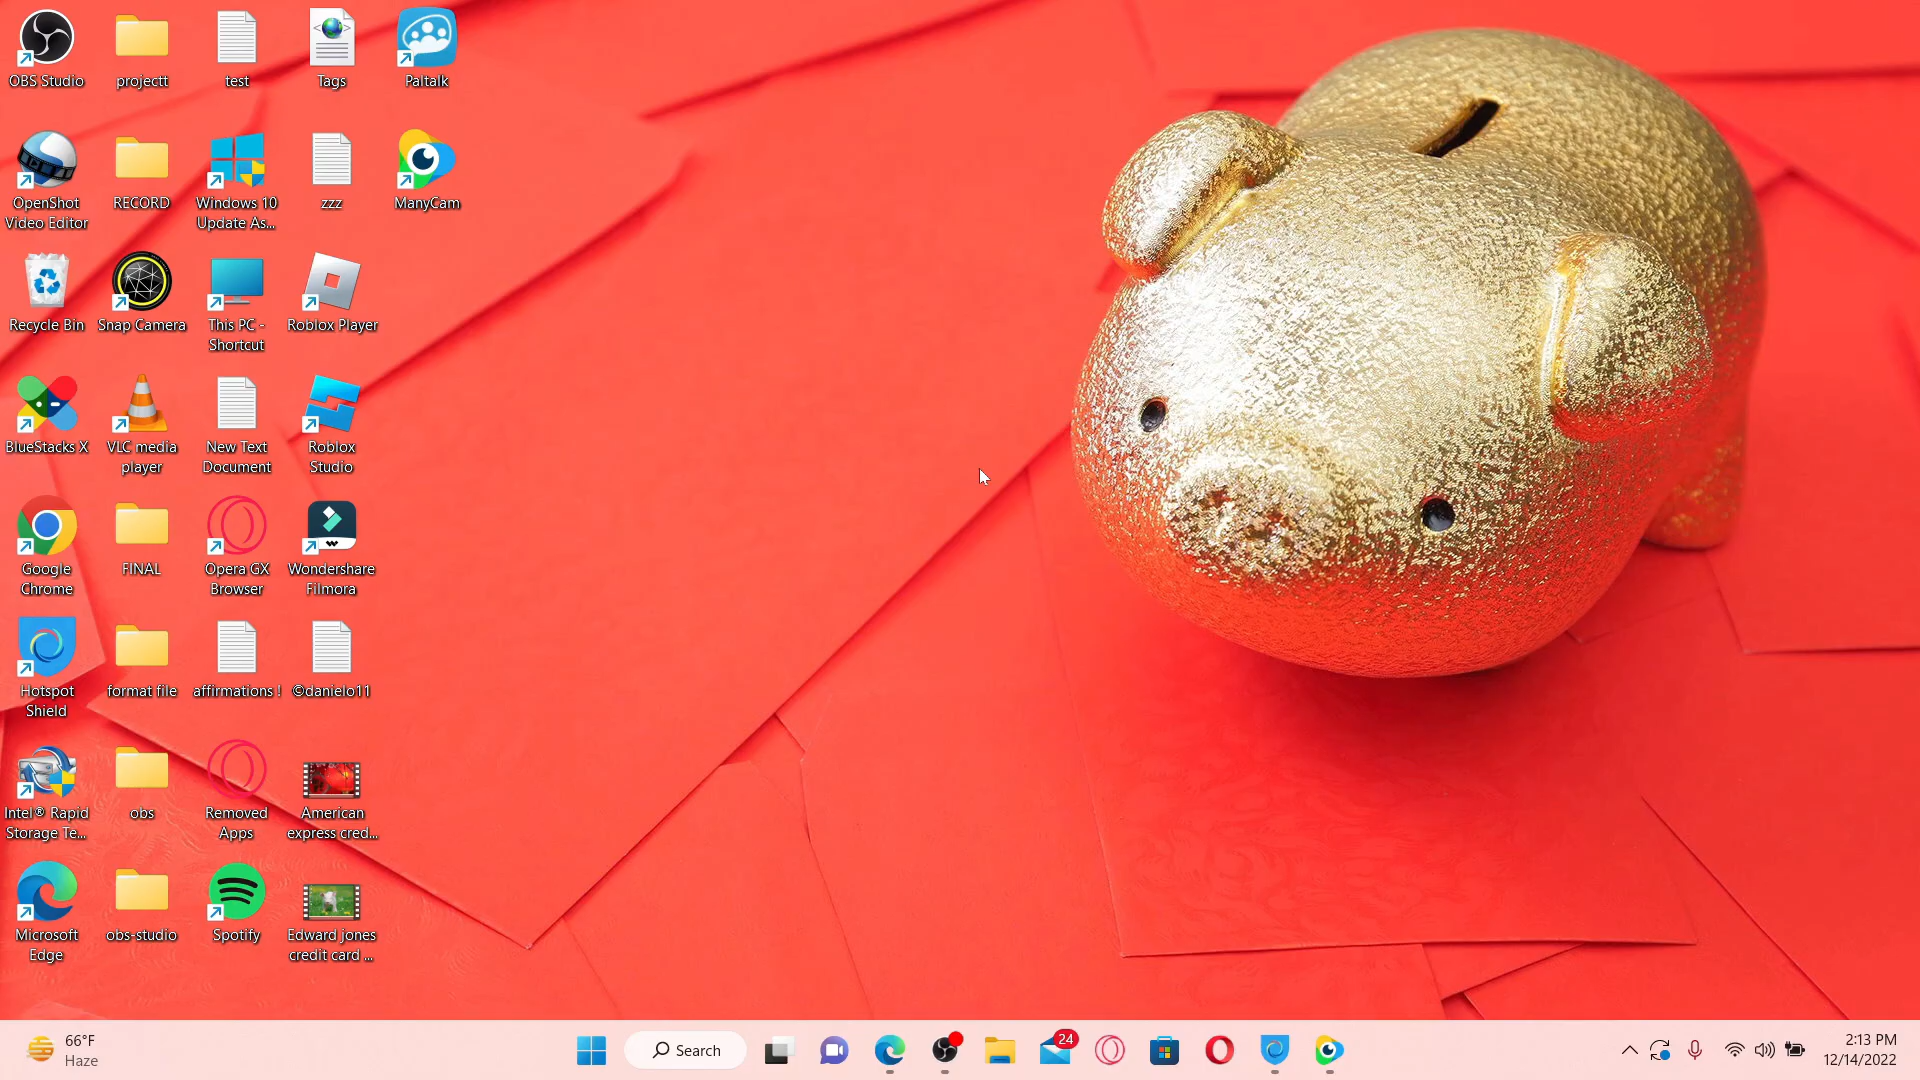 OBS Studio
projectt
test
Tags
Paltalk
OpenShot
Video Editor
RECORD
Windows 10
Update As...
zzz
ManyCam
Recycle Bin
Snap Camera
This PC -
Shortcut
Roblox Player
BlueStacks X
VLC media
player
New Text
Document
Roblox
Studio
Google
Chrome
FINAL
Opera GX
Browser
Wondershare
Filmora
Hotspot
Shield
format file
affirmations !
©danielo11
Intel® Rapid
Storage Te...
obs
Removed
Apps
American
express cred...
Microsoft
Edge
obs-studio
Spotify
Edward jones
credit card ...
66°F
Haze
Search
24
2:13 PM
12/14/2022